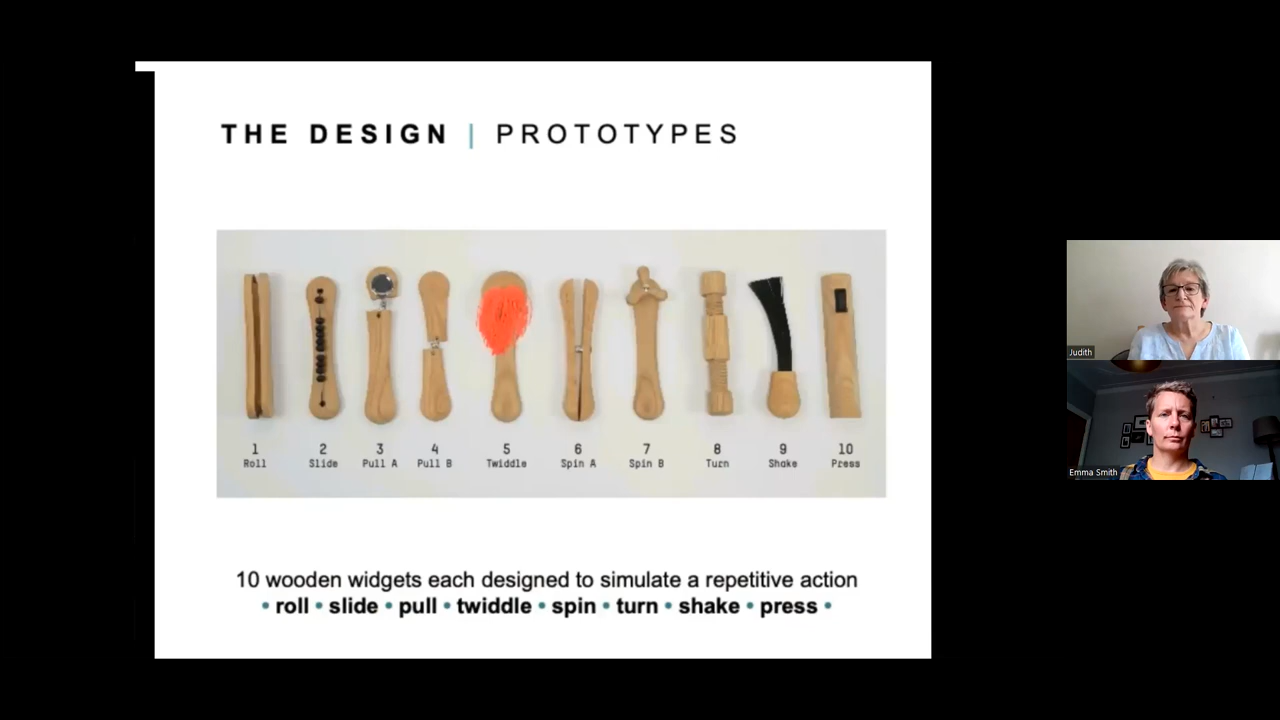 THE DESIGN | PROTOTYPES
1 2 3 4 5 6 7 8 9 10
Roll Slide Pull A Pull B Twiddle Spin A Spin B Turn Shake Press
10 wooden widgets each designed to simulate a repetitive action
• roll • slide • pull • twiddle • spin • turn • shake • press •
Judith
Emma Smith